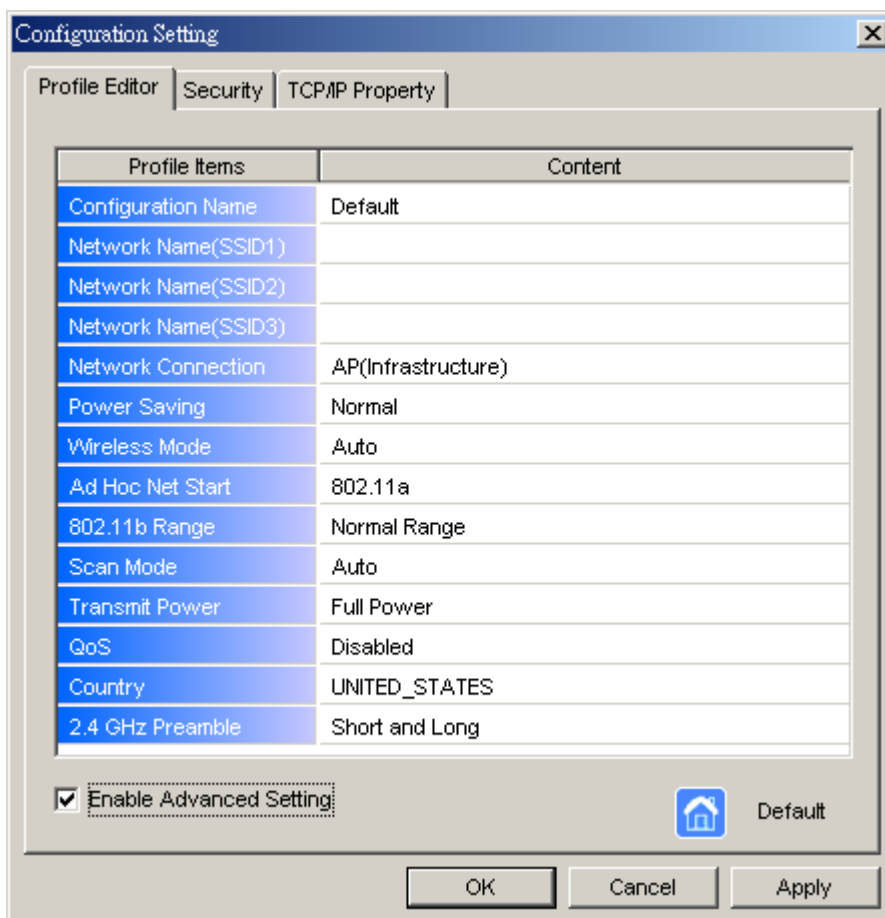 Configuration Setting
Profile Editor Security TCP/IP Property
Profile Items Content
Configuration Name Default
Network Name(SSID1)
Network Name(SSID2)
Network Name(SSID3)
Network Connection AP(Infrastructure)
Power Saving Normal
Wireless Mode Auto
Ad Hoc Net Start 802.11a
802.11b Range Normal Range
Scan Mode Auto
Transmit Power Full Power
QoS Disabled
Country UNITED_STATES
2.4 GHz Preamble Short and Long
Enable Advanced Setting Default
OK Cancel Apply